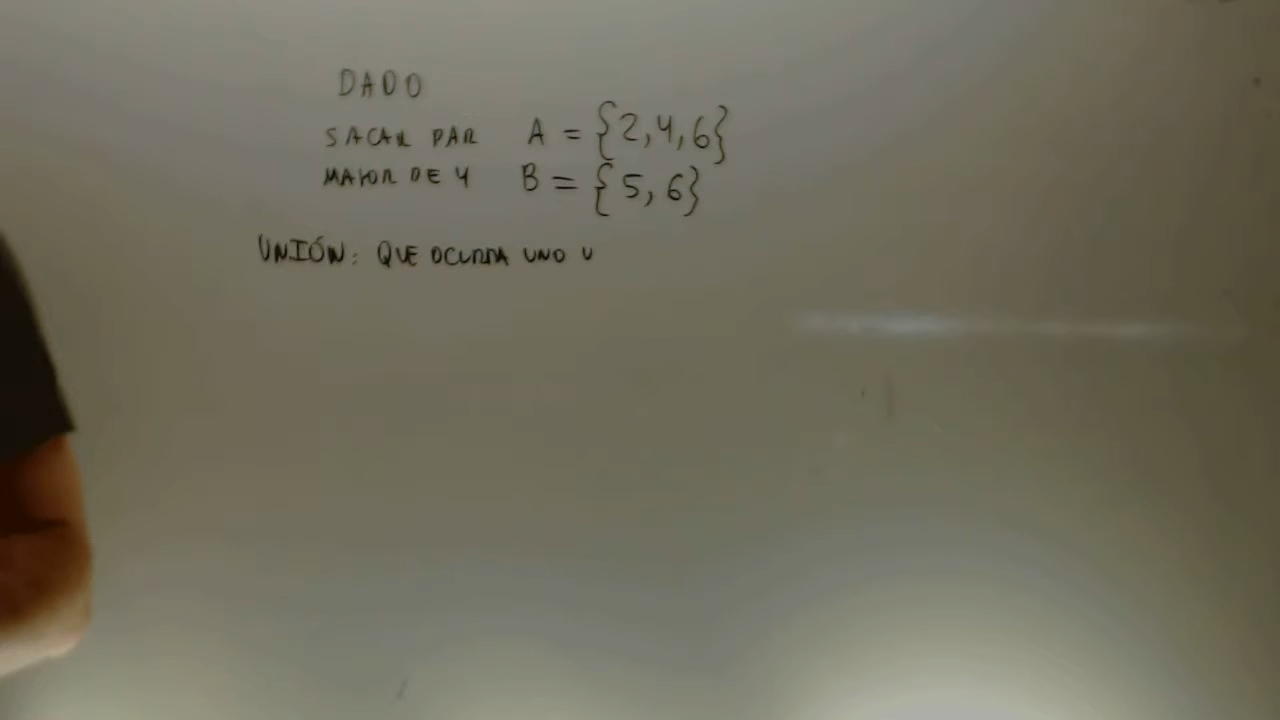 DADO
SACAR PAR A = {2,4,6}
MAYOR DE 4 B = {5, 6}
UNIÓN: QUE OCURRA UNO U